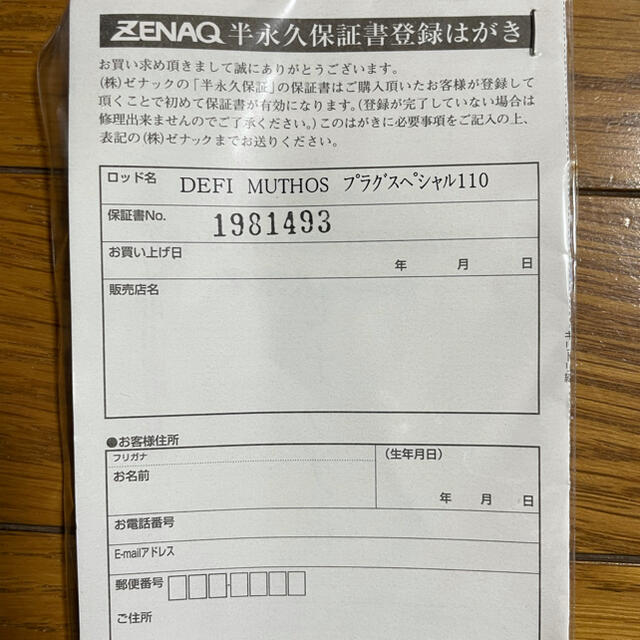 ZENAQ 半永久保証書登録はがき
お買い求め頂きまして誠にありがとうございます。
(株)ゼナックの「半永久保証」の保証書はご購入頂いたお客様が登録して
頂くことで初めて保証書が有効になります。(登録が完了していない場合は
修理出来ませんのでご了承ください。)このはがきに必要事項をご記入の上、
表記の(株)ゼナックまでお送りください。
ロッド名 DEFI MUTHOS プラグスペシャル110
保証書No. 1981493
お買い上げ日 年 月 日
販売店名
●お客様住所
フリガナ (生年月日)
お名前
年 月 日
お電話番号
E-mailアドレス
郵便番号
ご住所